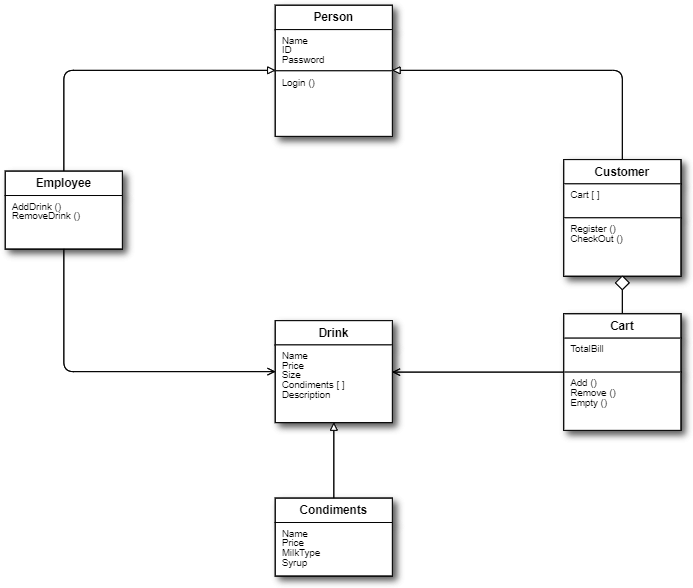 Person
Name
ID
Password
Login ()
Employee
AddDrink ()
RemoveDrink ()
Customer
Cart [ ]
Register ()
CheckOut ()
Drink
Name
Price
Size
Condiments [ ]
Description
Cart
TotalBill
Add ()
Remove ()
Empty ()
Condiments
Name
Price
MilkType
Syrup